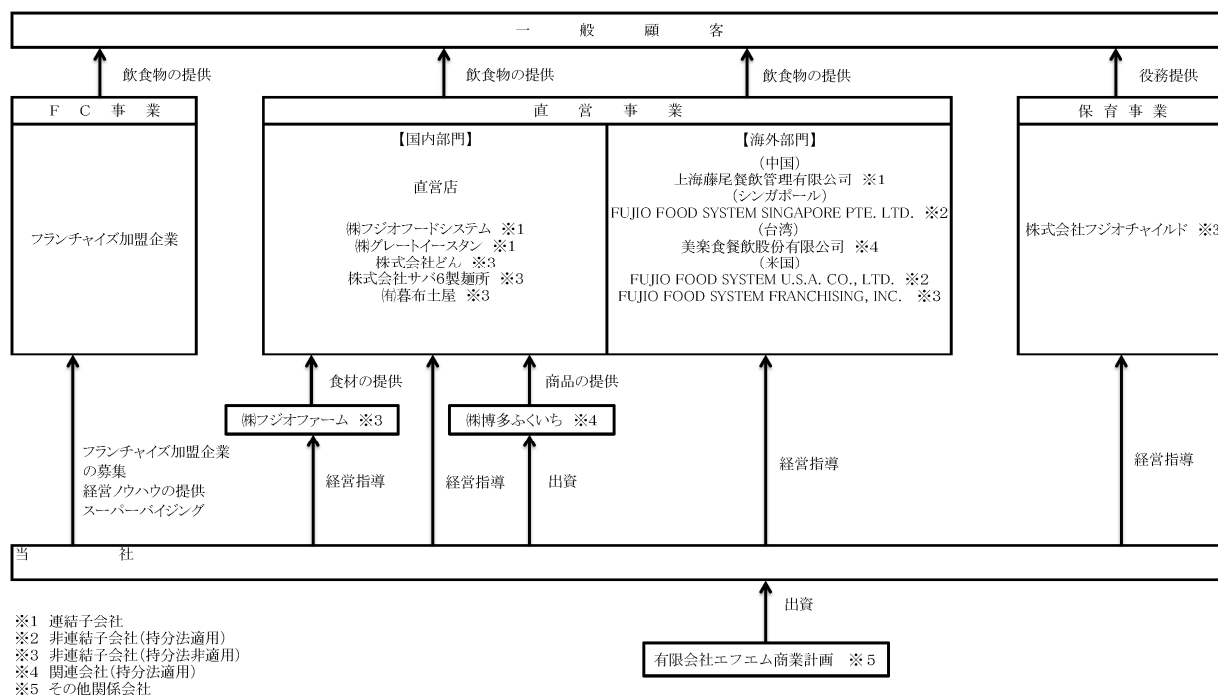 一般顧客
飲食物の提供
飲食物の提供
飲食物の提供
役務提供
FC事業
直営事業
保育事業
フランチャイズ加盟企業
【国内部門】
直営店
㈱フジオフードシステム ※1
㈱グレートイースタン ※1
株式会社どん ※3
株式会社サバ6製麺所 ※3
㈲暮布土屋 ※3
【海外部門】
(中国)
上海藤尾餐飲管理有限公司 ※1
(シンガポール)
FUJIO FOOD SYSTEM SINGAPORE PTE. LTD. ※2
(台湾)
美楽食餐飲股份有限公司 ※4
(米国)
FUJIO FOOD SYSTEM U.S.A. CO., LTD. ※2
FUJIO FOOD SYSTEM FRANCHISING, INC. ※3
株式会社フジオチャイルド ※3
食材の提供
商品の提供
㈱フジオファーム ※3
㈱博多ふくいち ※4
フランチャイズ加盟企業
の募集
経営ノウハウの提供
スーパーバイジング
経営指導
経営指導
出資
経営指導
経営指導
当社
出資
有限会社エフエム商業計画 ※5
※1 連結子会社
※2 非連結子会社(持分法適用)
※3 非連結子会社(持分法非適用)
※4 関連会社(持分法適用)
※5 その他関係会社